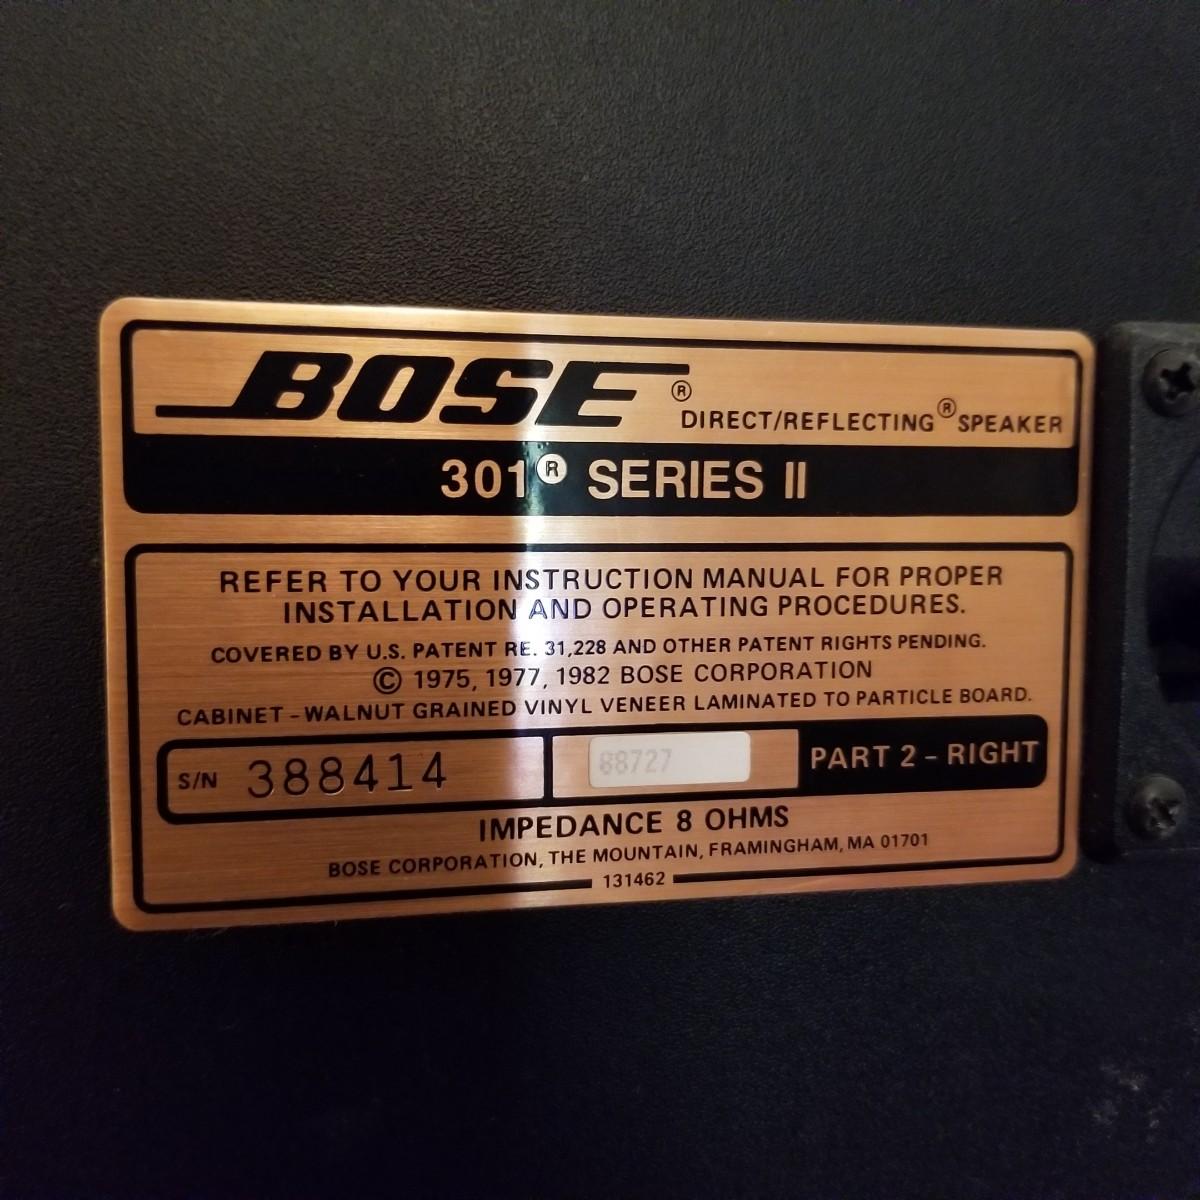 BOSE® DIRECT/REFLECTING® SPEAKER
301® SERIES II
REFER TO YOUR INSTRUCTION MANUAL FOR PROPER
INSTALLATION AND OPERATING PROCEDURES.
COVERED BY U.S. PATENT RE. 31,228 AND OTHER PATENT RIGHTS PENDING.
© 1975, 1977, 1982 BOSE CORPORATION
CABINET – WALNUT GRAINED VINYL VENEER LAMINATED TO PARTICLE BOARD.
S/N 388414 88727 PART 2 – RIGHT
IMPEDANCE 8 OHMS
BOSE CORPORATION, THE MOUNTAIN, FRAMINGHAM, MA 01701
131462